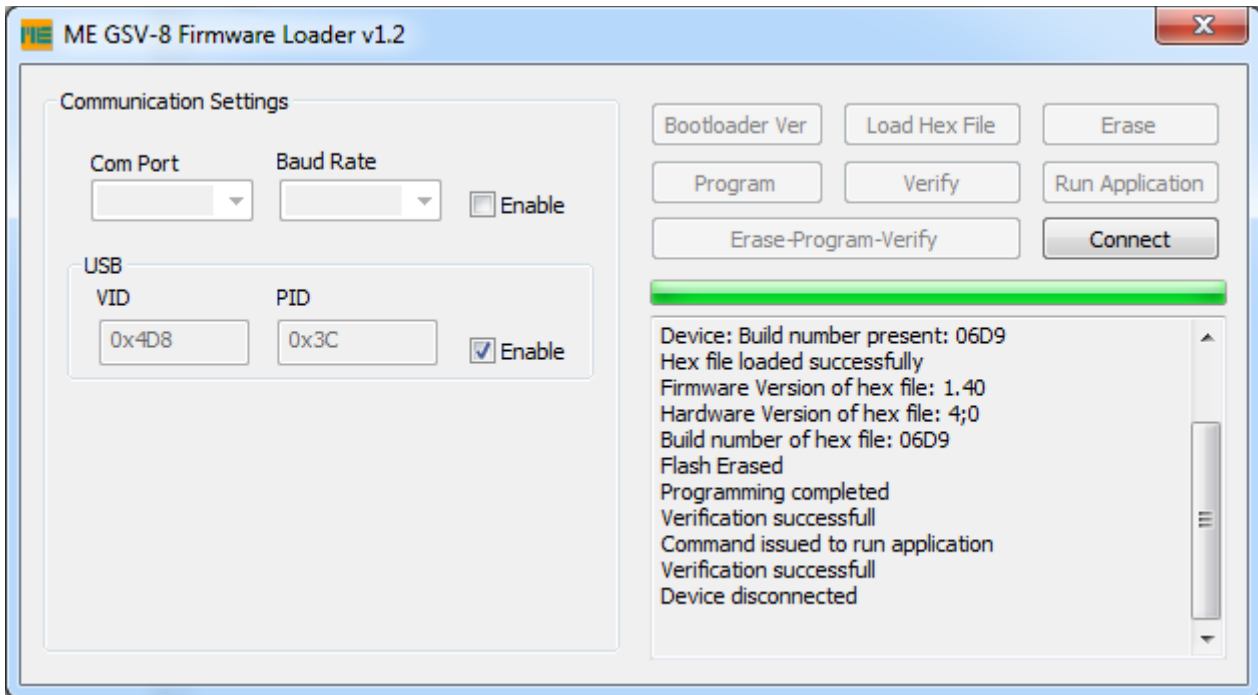 ME ME GSV-8 Firmware Loader v1.2
Communication Settings
Com Port Baud Rate
Enable
USB
VID PID
0x4D8 0x3C Enable
Bootloader Ver Load Hex File Erase
Program Verify Run Application
Erase-Program-Verify Connect
Device: Build number present: 06D9
Hex file loaded successfully
Firmware Version of hex file: 1.40
Hardware Version of hex file: 4;0
Build number of hex file: 06D9
Flash Erased
Programming completed
Verification successfull
Command issued to run application
Verification successfull
Device disconnected